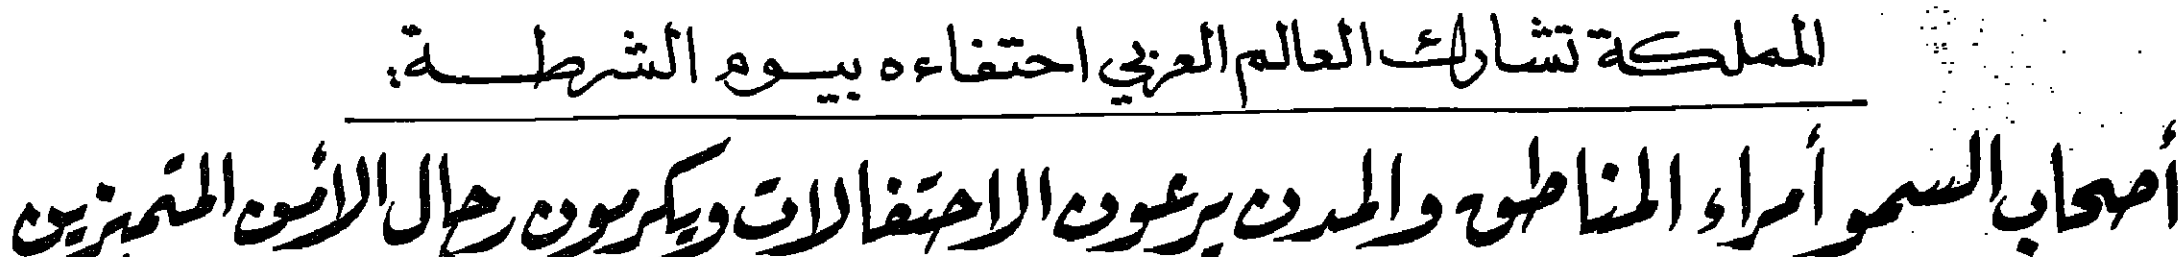 المملكة تشارك العالم العربي احتفاءه بيوم الشرطة:
أصحاب السمو أمراء المناطق والمدن يرعون الاحتفالات ويكرمون رجال الأمن المتميزين